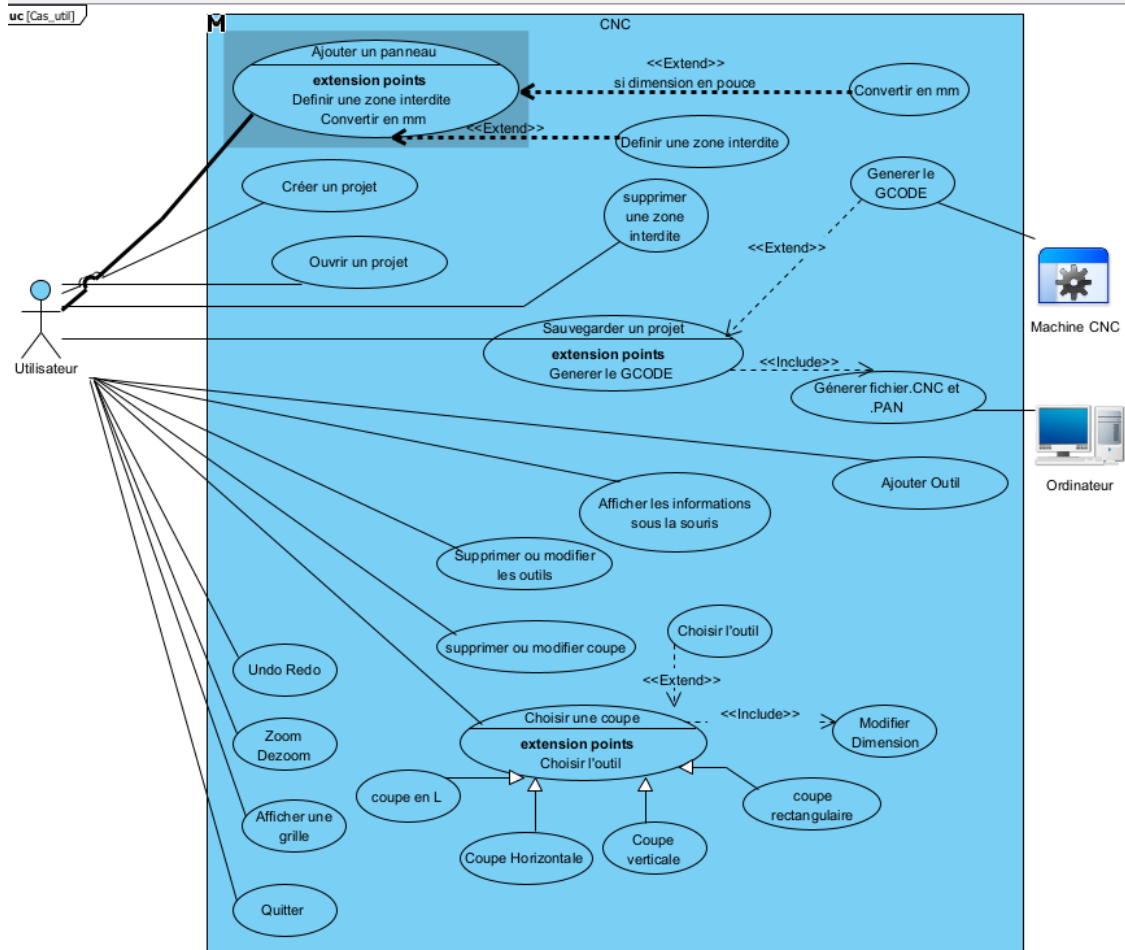 uc [Cas_util]
M
CNC
Ajouter un panneau
extension points
Definir une zone interdite
Convertir en mm
<<Extend>>
si dimension en pouce
Convertir en mm
<<Extend>>
Definir une zone interdite
Créer un projet
supprimer
une zone
interdite
Generer le
GCODE
<<Extend>>
Ouvrir un projet
Machine CNC
Utilisateur
Sauvegarder un projet
extension points
Generer le GCODE
<<Include>>
Génerer fichier.CNC et
.PAN
Ordinateur
Ajouter Outil
Afficher les informations
sous la souris
Supprimer ou modifier
les outils
Choisir l'outil
supprimer ou modifier coupe
<<Extend>>
Undo Redo
Choisir une coupe
extension points
Choisir l'outil
<<Include>>
Modifier
Dimension
Zoom
Dezoom
coupe en L
coupe
rectangulaire
Afficher une
grille
Coupe Horizontale
Coupe
verticale
Quitter